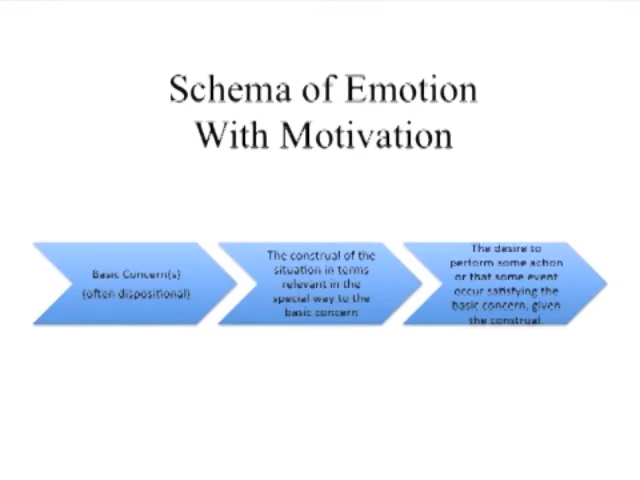 Schema of Emotion
With Motivation
Basic Concern(s)
(often dispositional)
The construal of the
situation in terms
relevant in the
special way to the
basic concern
The desire to
perform some action
or that some event
occur satisfying the
basic concern, given
the construal.